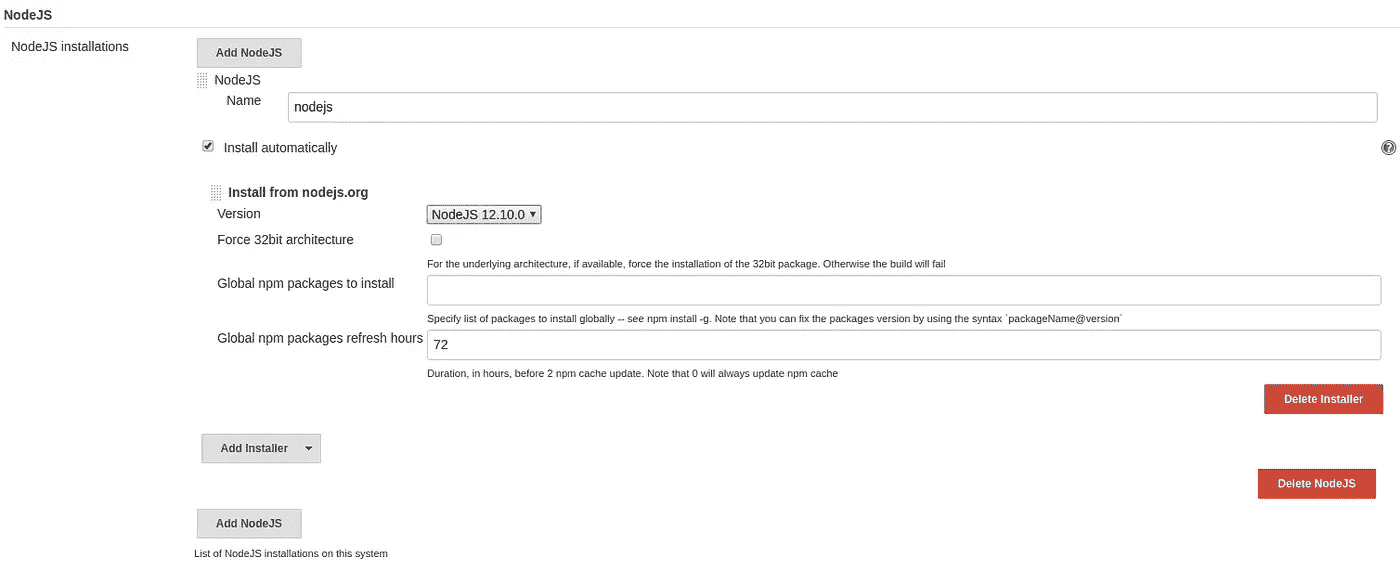 NodeJS
NodeJS installations
Add NodeJS
NodeJS
Name
nodejs
Install automatically
Install from nodejs.org
Version
NodeJS 12.10.0
Force 32bit architecture
For the underlying architecture, if available, force the installation of the 32bit package. Otherwise the build will fail
Global npm packages to install
Specify list of packages to install globally -- see npm install -g. Note that you can fix the packages version by using the syntax `packageName@version`
Global npm packages refresh hours
72
Duration, in hours, before 2 npm cache update. Note that 0 will always update npm cache
Delete Installer
Add Installer
Delete NodeJS
Add NodeJS
List of NodeJS installations on this system